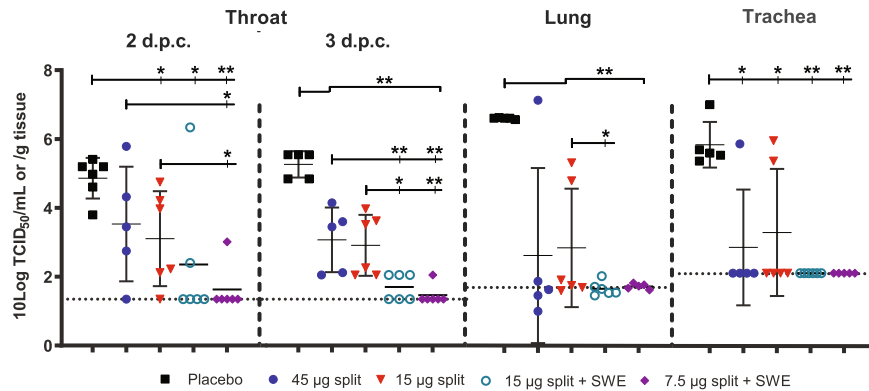 Throat
Lung
Trachea
2 d.p.c.
3 d.p.c.
10Log TCID50/mL or /g tissue
8
6
4
2
0
* * **
*
*
**
** **
* **
**
*
* * ** **
Placebo 45 µg split 15 µg split 15 µg split + SWE 7.5 µg split + SWE